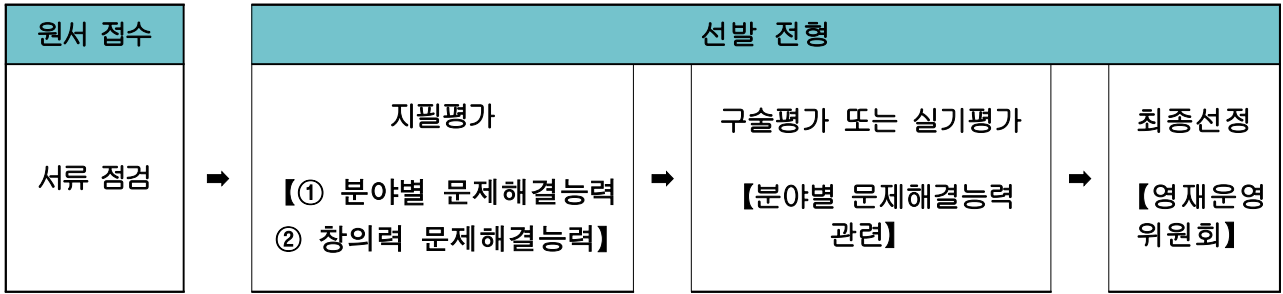 원서 접수
선발 전형
서류 점검
➡
지필평가
【① 분야별 문제해결능력
② 창의력 문제해결능력】
➡
구술평가 또는 실기평가
【분야별 문제해결능력
관련】
➡
최종선정
【영재운영
위원회】